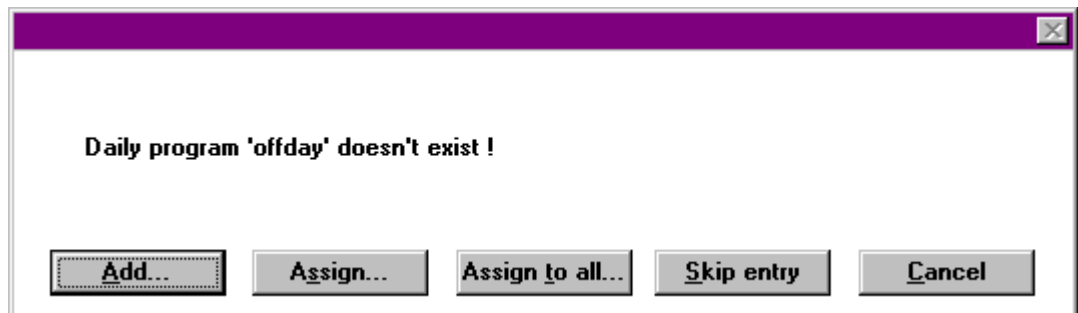 Daily program 'offday' doesn't exist !
Add... Assign... Assign to all... Skip entry Cancel